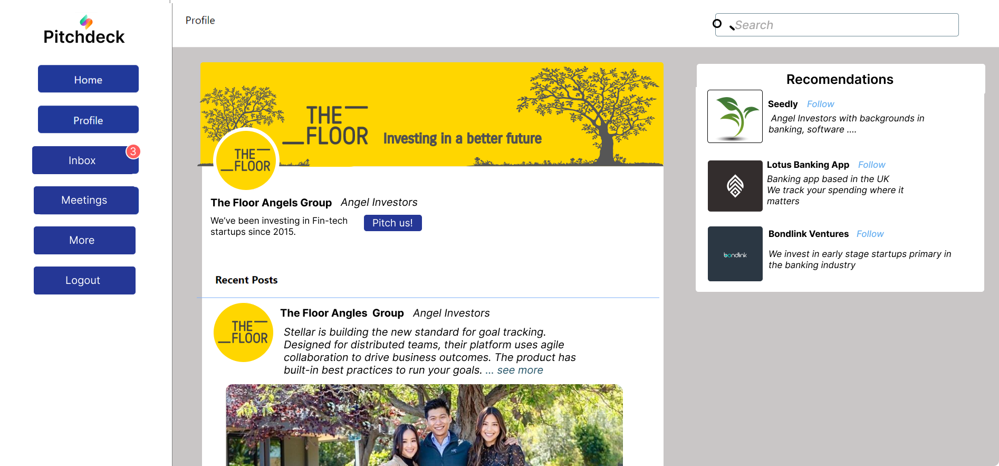 Pitchdeck
Home
Profile
Inbox
3
Meetings
More
Logout
Profile
Search
THE
FLOOR
Investing in a better future
THE
FLOOR
The Floor Angels Group Angel Investors
We’ve been investing in Fin-tech
startups since 2015.
Pitch us!
Recent Posts
THE
FLOOR
The Floor Angles Group Angel Investors
Stellar is building the new standard for goal tracking.
Designed for distributed teams, their platform uses agile
collaboration to drive business outcomes. The product has
built-in best practices to run your goals. ... see more
Recomendations
Seedly Follow
Angel Investors with backgrounds in
banking, software ....
Lotus Banking App Follow
Banking app based in the UK
We track your spending where it
matters
bondlink
Bondlink Ventures Follow
We invest in early stage startups primary in
the banking industry